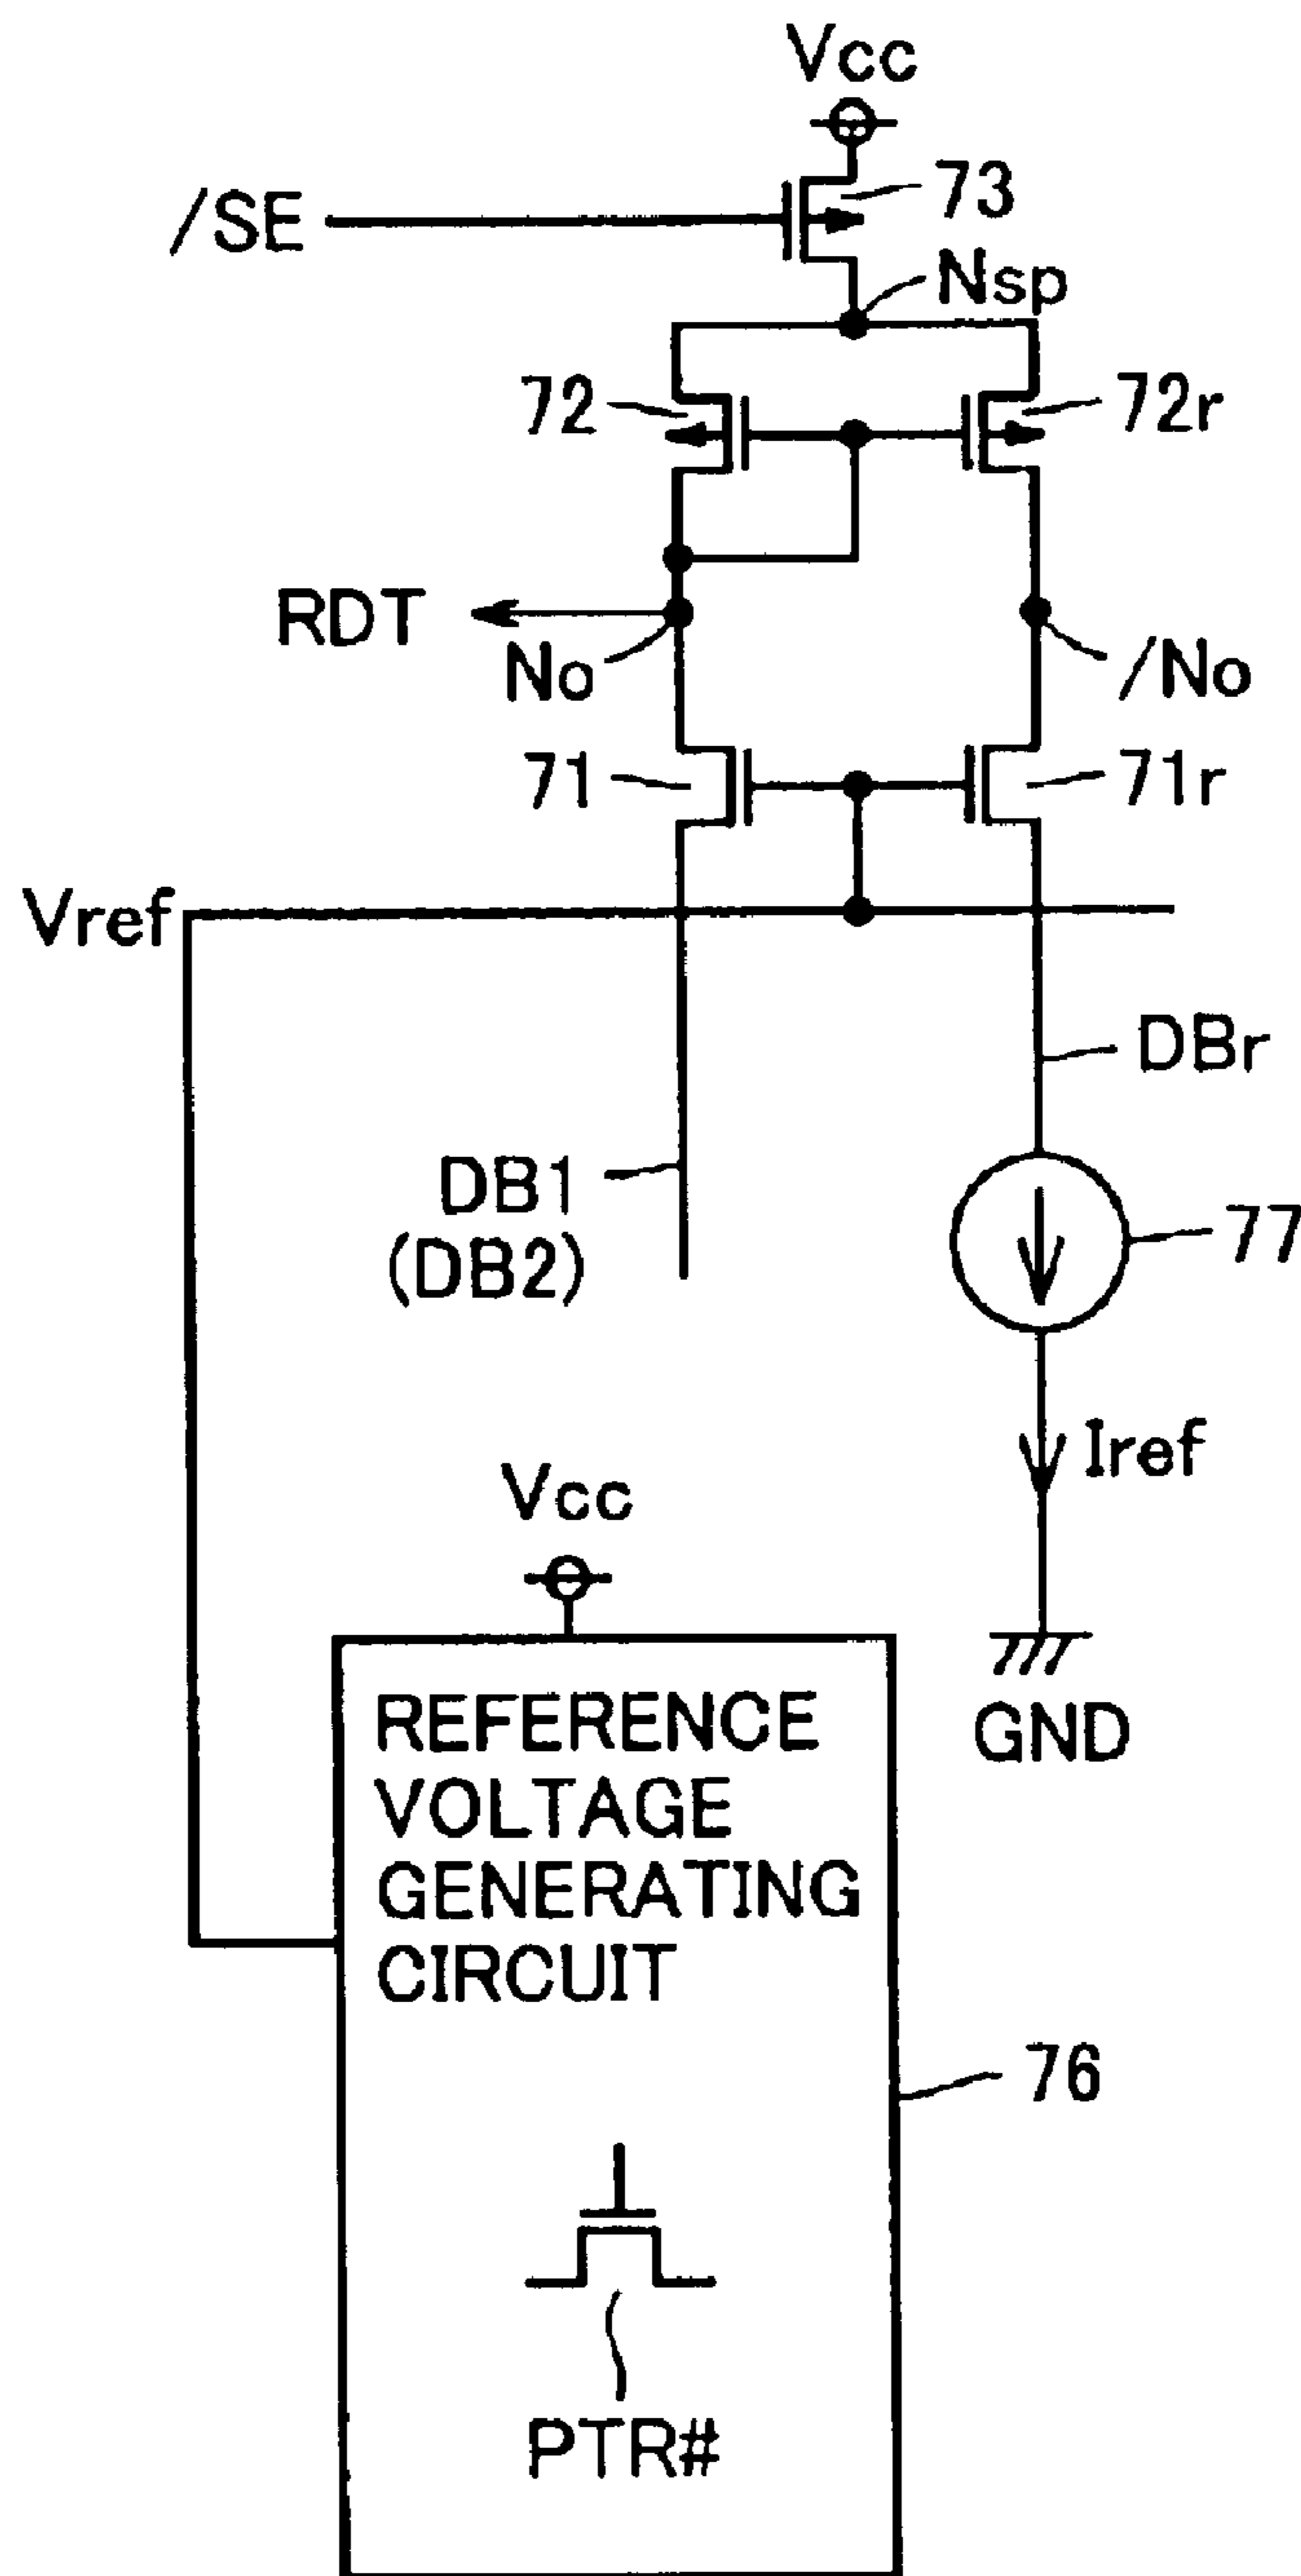 Vcc
/SE
73
Nsp
72
72r
RDT
No
/No
71
71r
Vref
DBr
DB1
(DB2)
77
Iref
Vcc
GND
REFERENCE
VOLTAGE
GENERATING
CIRCUIT
76
PTR#